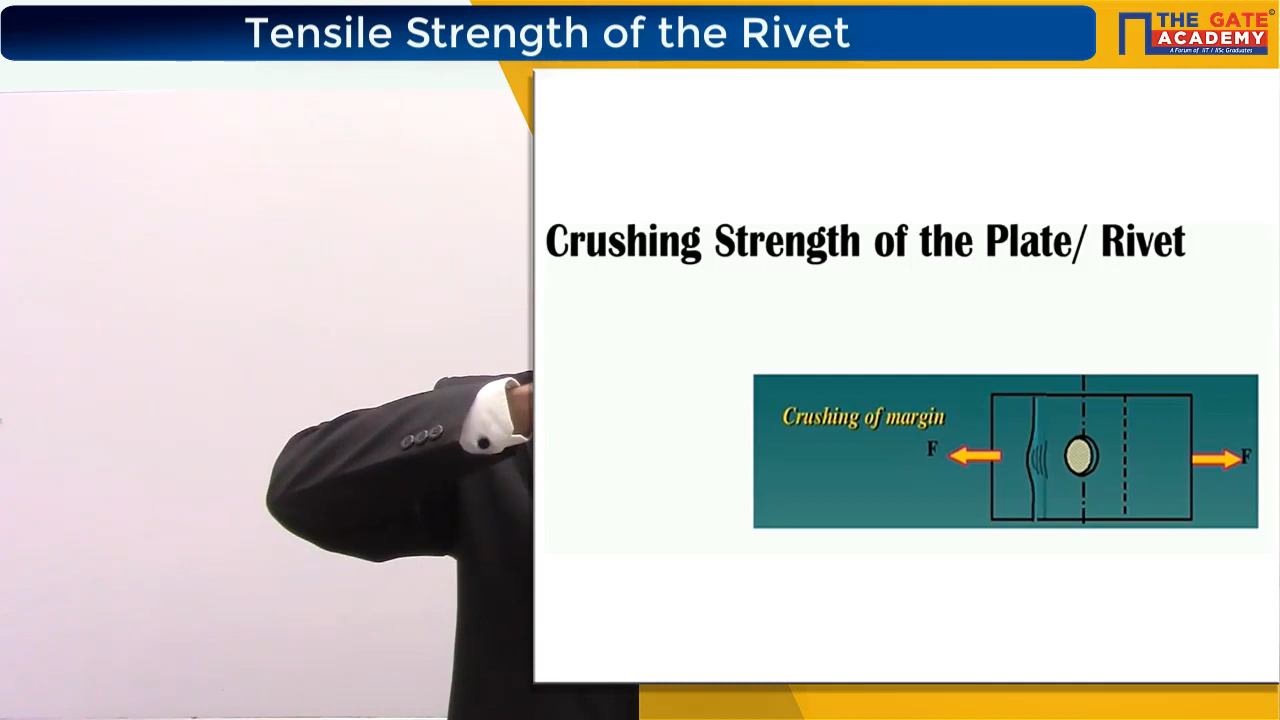 Tensile Strength of the Rivet
THE GATE©
ACADEMY
A Forum of IIT / IISc Graduates
Crushing Strength of the Plate/ Rivet
Crushing of margin
F
F